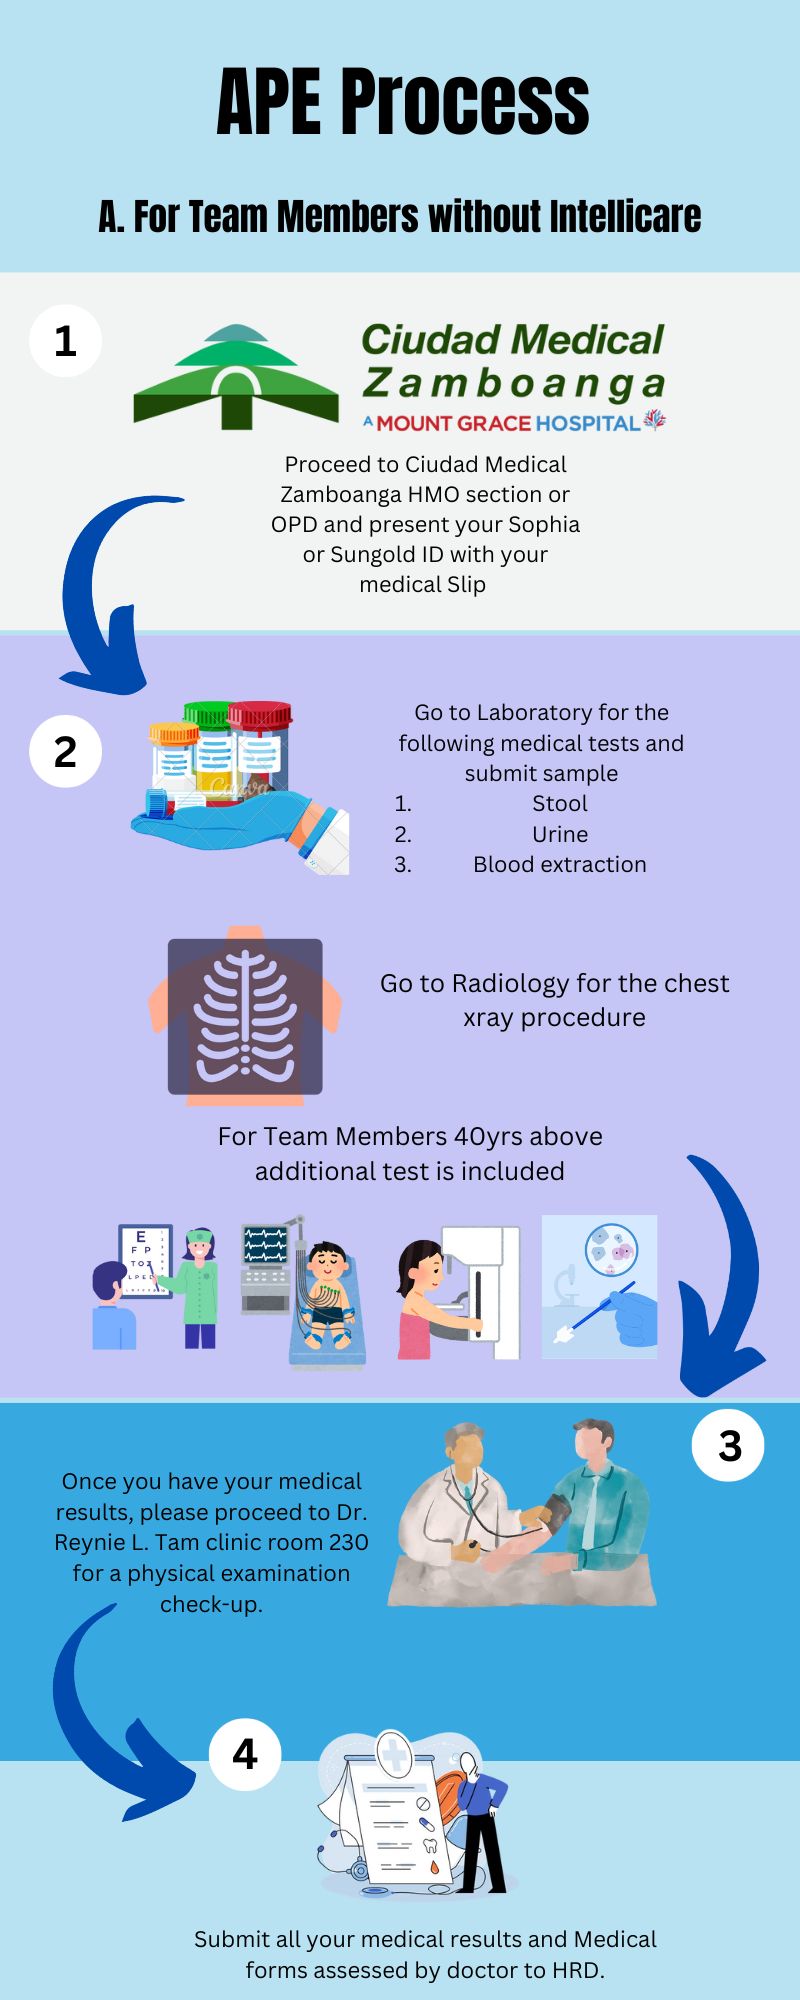 APE Process
A. For Team Members without Intellicare
1
Ciudad Medical
Zamboanga
A MOUNT GRACE HOSPITAL
Proceed to Ciudad Medical
Zamboanga HMO section or
OPD and present your Sophia
or Sungold ID with your
medical Slip
2
Canva
Go to Laboratory for the
following medical tests and
submit sample
1. Stool
2. Urine
3. Blood extraction
Go to Radiology for the chest
xray procedure
For Team Members 40yrs above
additional test is included
E
F P
TOZ
LPED
3
Once you have your medical
results, please proceed to Dr.
Reynie L. Tam clinic room 230
for a physical examination
check-up.
4
Submit all your medical results and Medical
forms assessed by doctor to HRD.